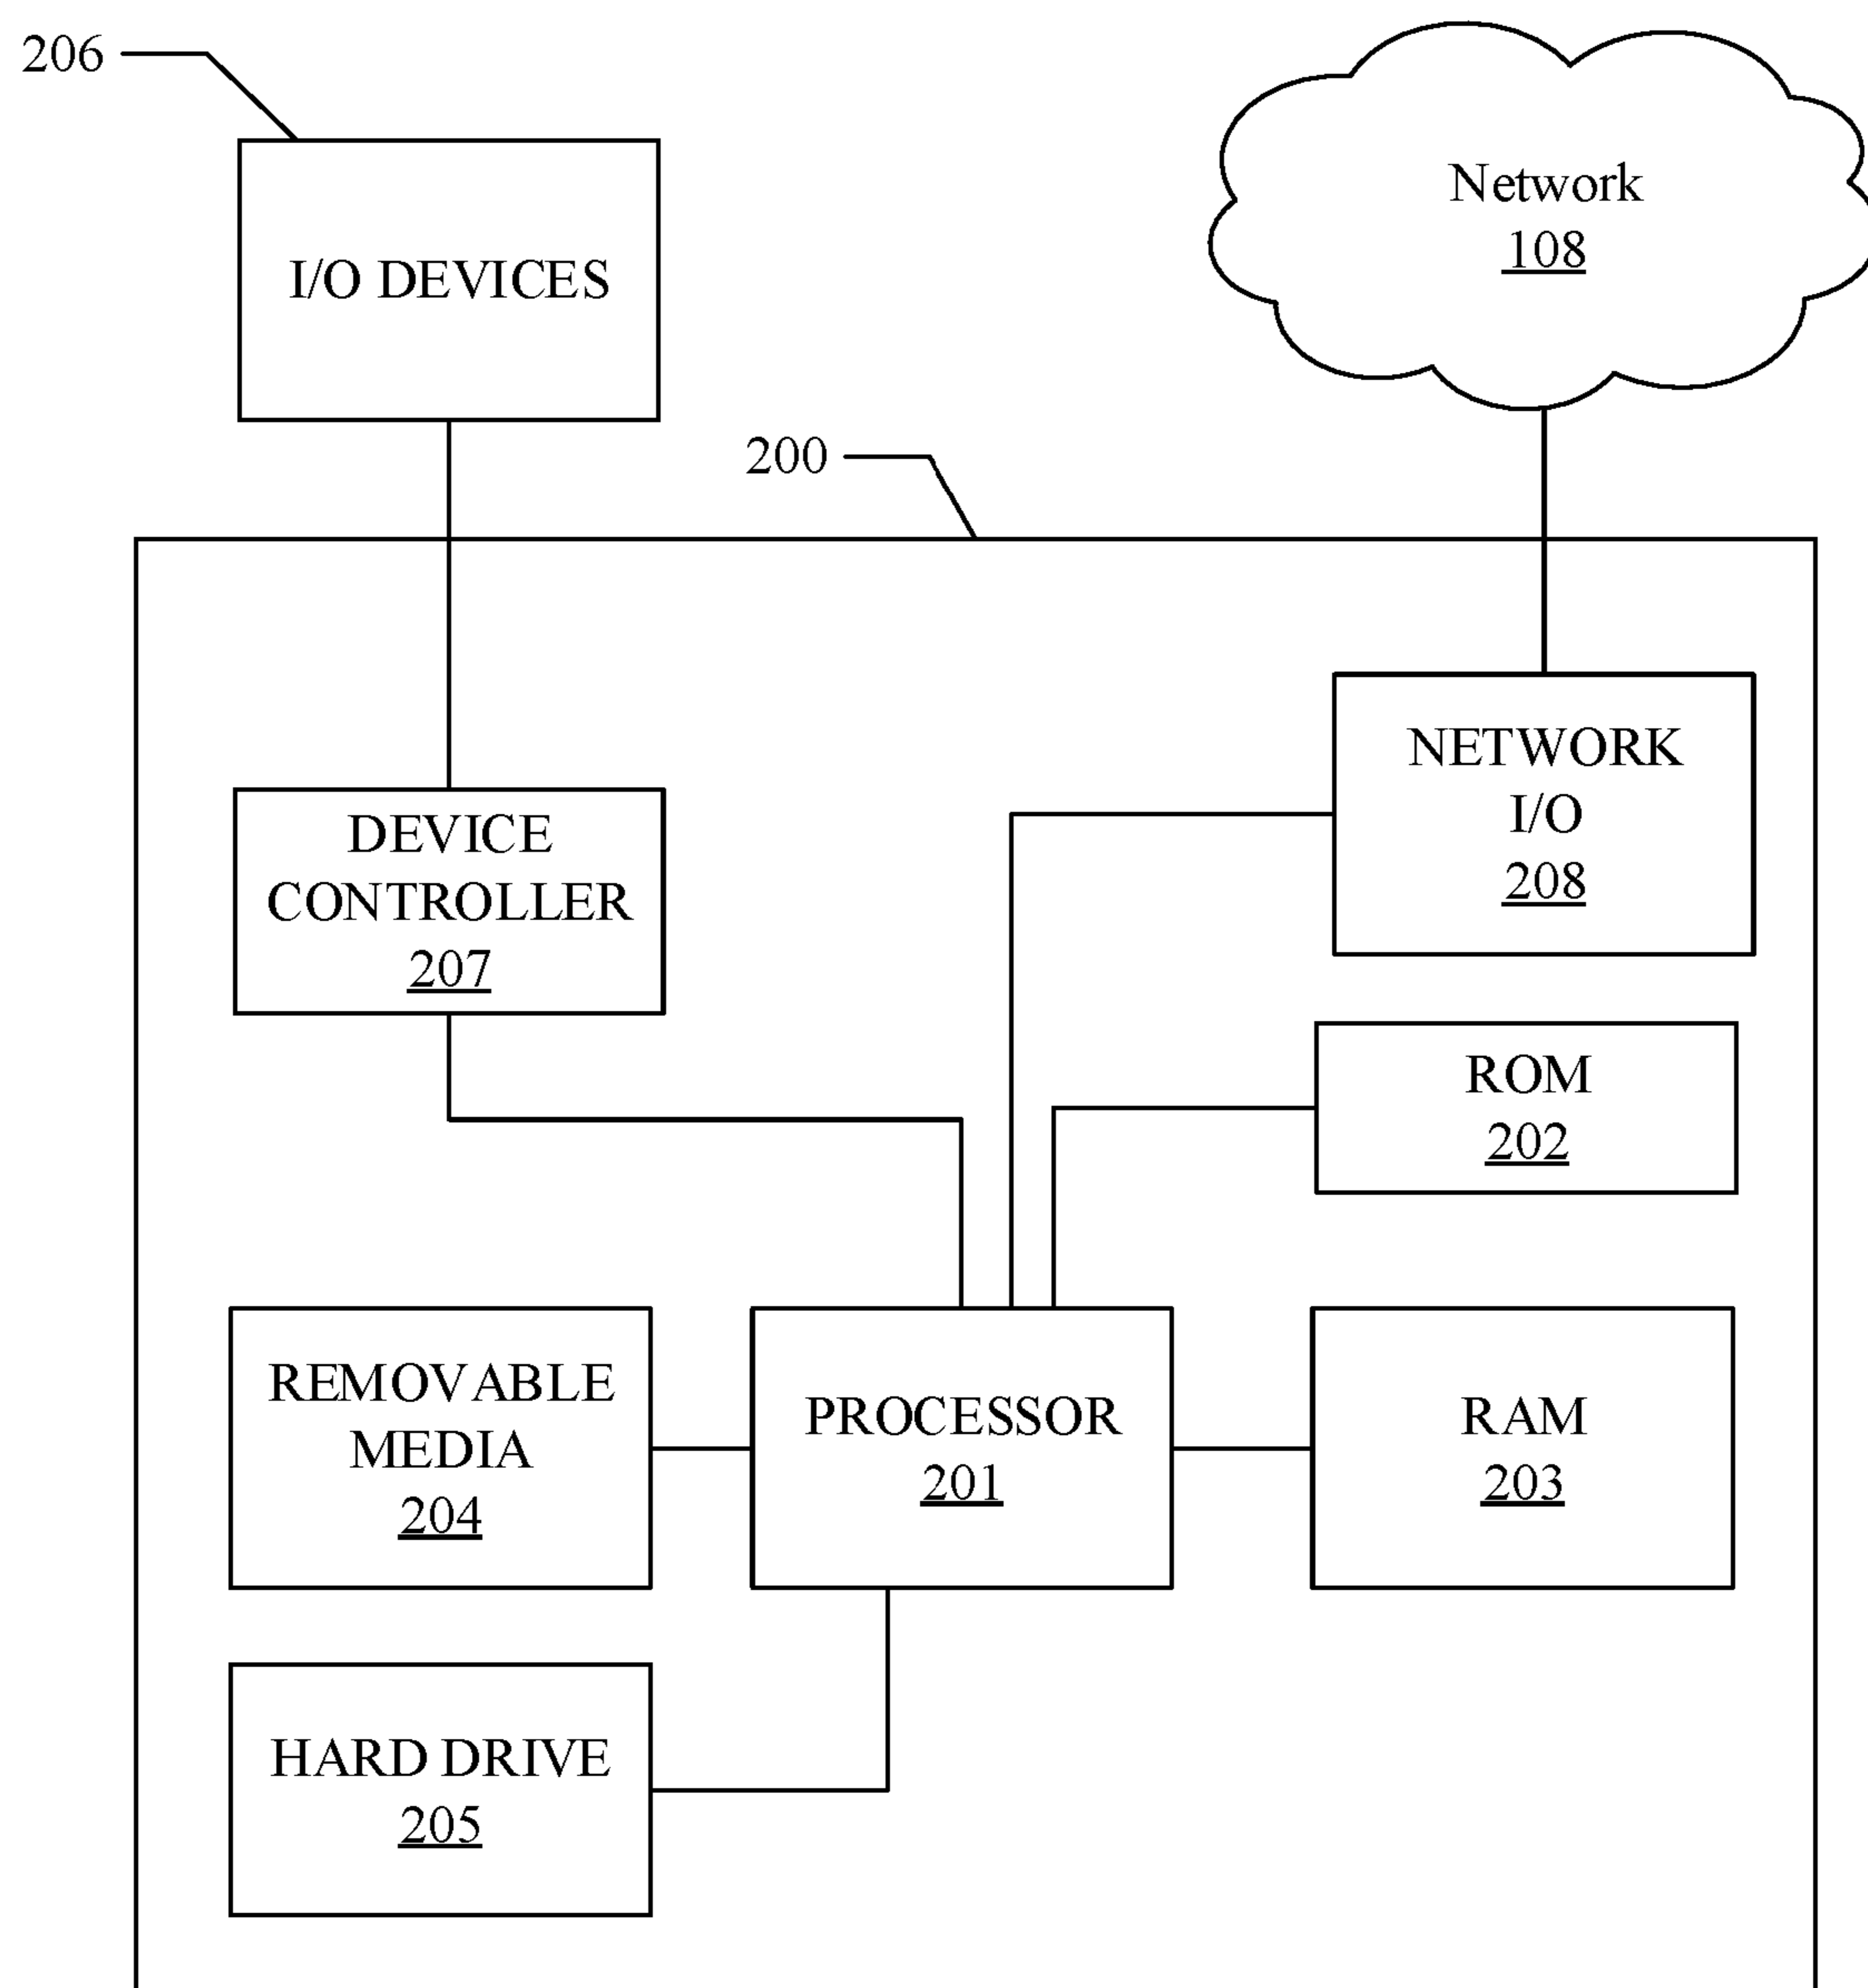 206
I/O DEVICES
Network
108
200
NETWORK
I/O
208
DEVICE
CONTROLLER
207
ROM
202
REMOVABLE
MEDIA
204
PROCESSOR
201
RAM
203
HARD DRIVE
205